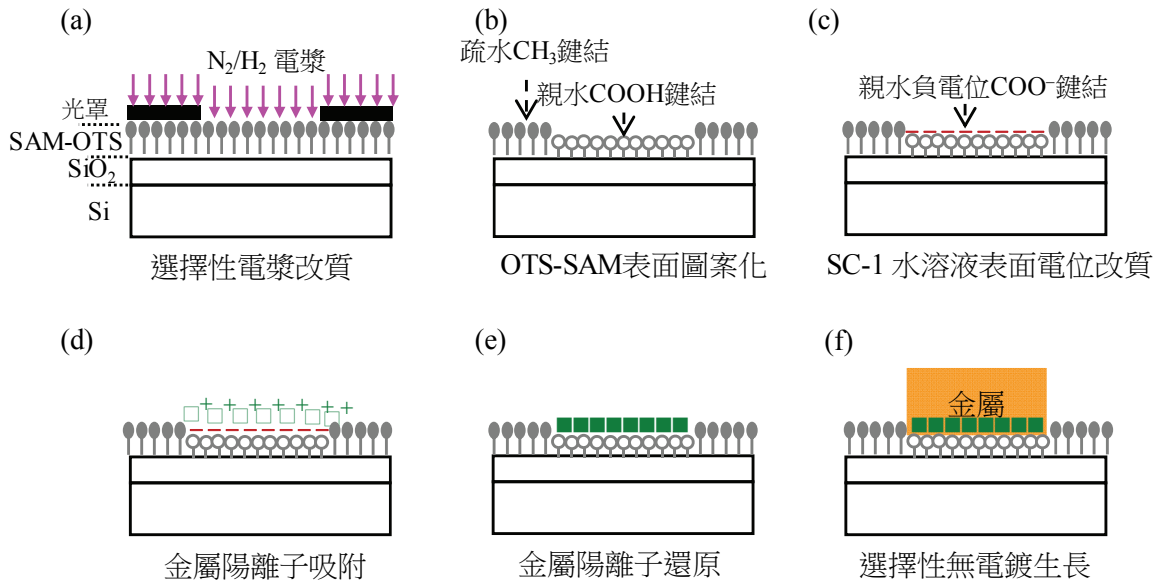 (a)
N₂/H₂ 電漿
光罩
SAM-OTS
SiO₂
Si
選擇性電漿改質
(b)
疏水CH₃鍵結
親水COOH鍵結
OTS-SAM表面圖案化
(c)
親水負電位COO⁻鍵結
SC-1 水溶液表面電位改質
(d)
金屬陽離子吸附
(e)
金屬陽離子還原
(f)
金屬
選擇性無電鍍生長